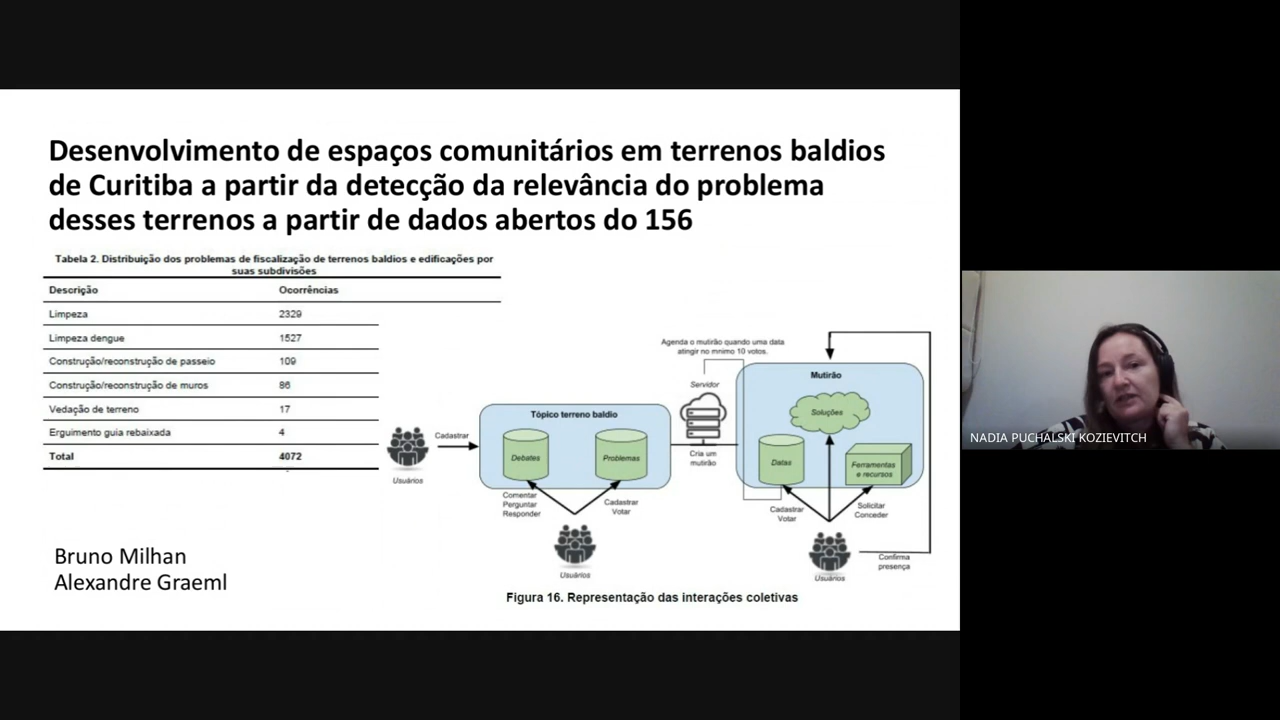 Desenvolvimento de espaços comunitários em terrenos baldios
de Curitiba a partir da detecção da relevância do problema
desses terrenos a partir de dados abertos do 156
Tabela 2. Distribuição dos problemas de fiscalização de terrenos baldios e edificações por
suas subdivisões
Descrição Ocorrências
Limpeza 2329
Limpeza dengue 1527
Construção/reconstrução de passeio 109
Construção/reconstrução de muros 86
Vedação de terreno 17
Erguimento guia rebaixada 4
Total 4072
Usuários
Cadastrar
Tópico terreno baldio
Debates
Problemas
Comentar
Perguntar
Responder
Cadastrar
Votar
Usuários
Agenda o mutirão quando uma data
atingir no mnimo 10 votos.
Servidor
Cria um
mutirão
Mutirão
Soluções
Datas
Ferramentas
e recursos
Cadastrar
Votar
Solicitar
Conceder
Usuários
Confirma
presença
Figura 16. Representação das interações coletivas
Bruno Milhan
Alexandre Graeml
NADIA PUCHALSKI KOZIEVITCH